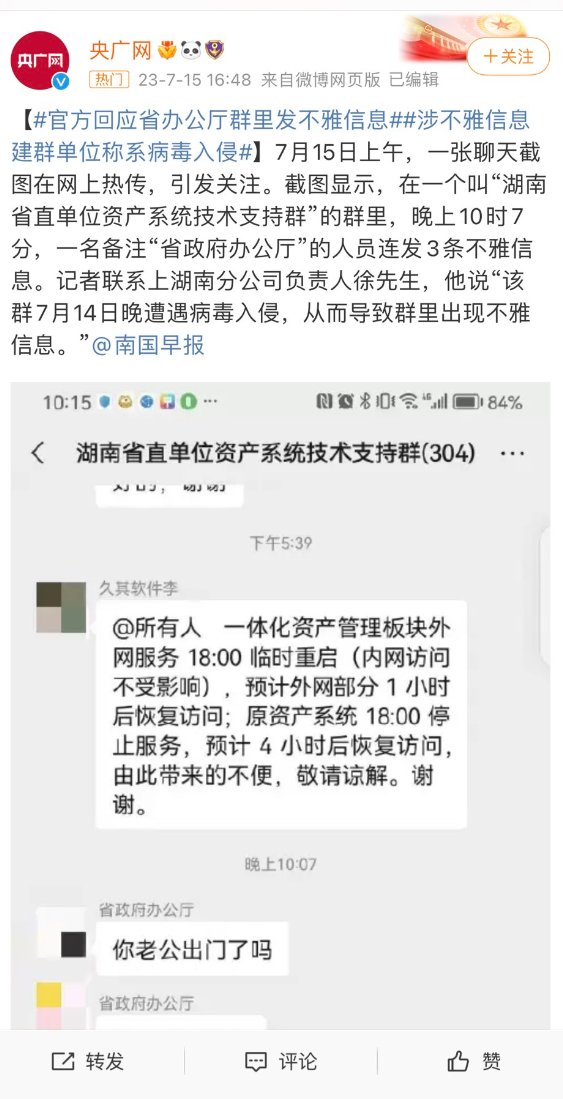 央广网
央广网
热门
23-7-15 16:48 来自微博网页版 已编辑
+关注
【#官方回应省办公厅群里发不雅信息##涉不雅信息
建群单位称系病毒入侵#】7月15日上午，一张聊天截
图在网上热传，引发关注。截图显示，在一个叫“湖南
省直单位资产系统技术支持群”的群里，晚上10时7
分，一名备注“省政府办公厅”的人员连发3条不雅信
息。记者联系上湖南分公司负责人徐先生，他说“该
群7月14日晚遭遇病毒入侵，从而导致群里出现不雅
信息。”@南国早报
10:15
84%
湖南省直单位资产系统技术支持群(304)
好的，谢谢
下午5:39
久其软件李
@所有人 一体化资产管理板块外
网服务 18:00 临时重启（内网访问
不受影响），预计外网部分 1 小时
后恢复访问；原资产系统 18:00 停
止服务，预计 4 小时后恢复访问，
由此带来的不便，敬请谅解。谢
谢。
晚上10:07
省政府办公厅
你老公出门了吗
省政府办公厅
转发
评论
赞